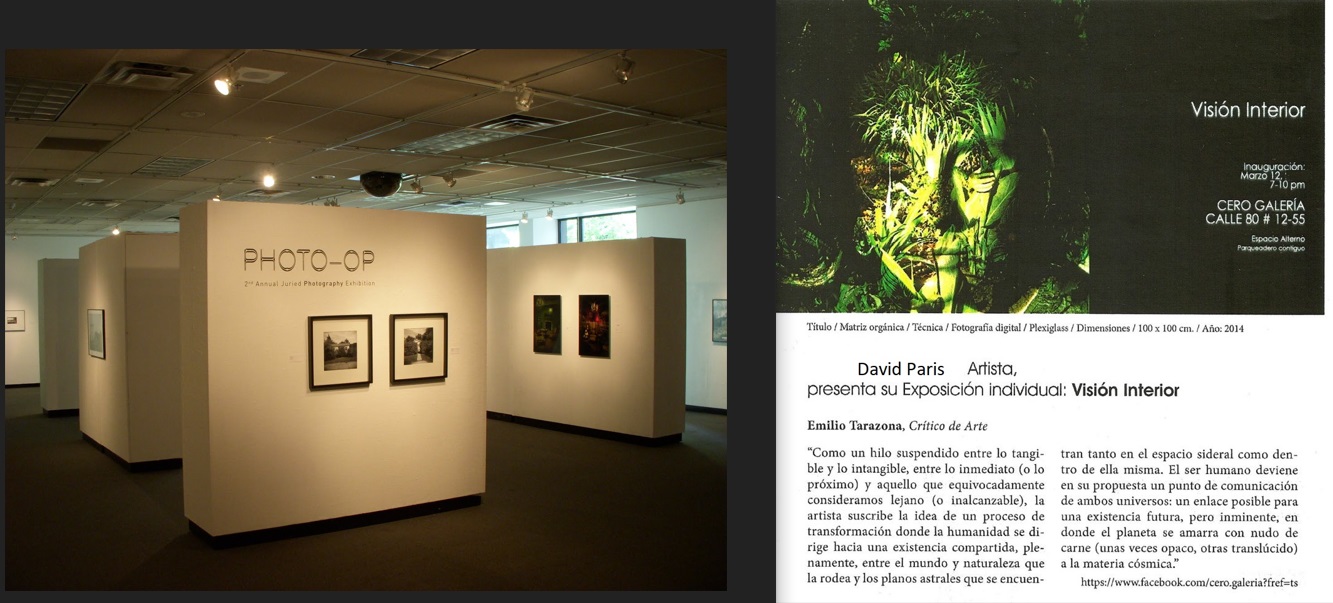 PHOTO-OP
2nd Annual Juried Photography Exhibition
Visión Interior
Inauguración:
Marzo 12,
7-10 pm
CERO GALERÍA
CALLE 80 # 12-55
Espacio Alterno
Parqueadero contiguo
Título / Matriz orgánica / Técnica / Fotografía digital / Plexiglass / Dimensiones / 100 x 100 cm. / Año: 2014
David Paris Artista,
presenta su Exposición individual: Visión Interior
Emilio Tarazona, Crítico de Arte
“Como un hilo suspendido entre lo tangi-
ble y lo intangible, entre lo inmediato (o lo
próximo) y aquello que equivocadamente
consideramos lejano (o inalcanzable), la
artista suscribe la idea de un proceso de
transformación donde la humanidad se di-
rige hacia una existencia compartida, ple-
namente, entre el mundo y naturaleza que
la rodea y los planos astrales que se encuen-
tran tanto en el espacio sideral como den-
tro de ella misma. El ser humano deviene
en su propuesta un punto de comunicación
de ambos universos: un enlace posible para
una existencia futura, pero inminente, en
donde el planeta se amarra con nudo de
carne (unas veces opaco, otras translúcido)
a la materia cósmica.”
https://www.facebook.com/cero.galeria?fref=ts